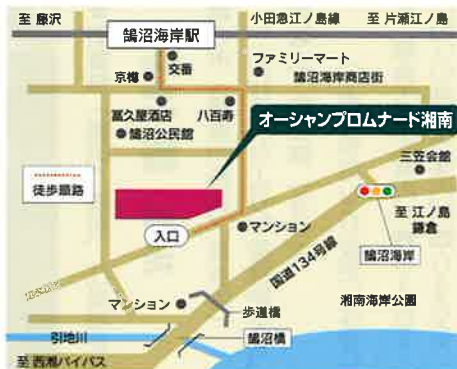 至 藤沢
小田急江ノ島線
至 片瀬江ノ島
鵠沼海岸駅
交番
ファミリーマート
京樽
鵠沼海岸商店街
冨久屋酒店
八百寿
オーシャンプロムナード湘南
鵠沼公民館
三笠会館
徒歩順路
入口
マンション
至 江ノ島
鎌倉
鵠沼海岸
国道134号線
マンション
歩道橋
湘南海岸公園
引地川
鵠沼橋
至 西湘バイパス